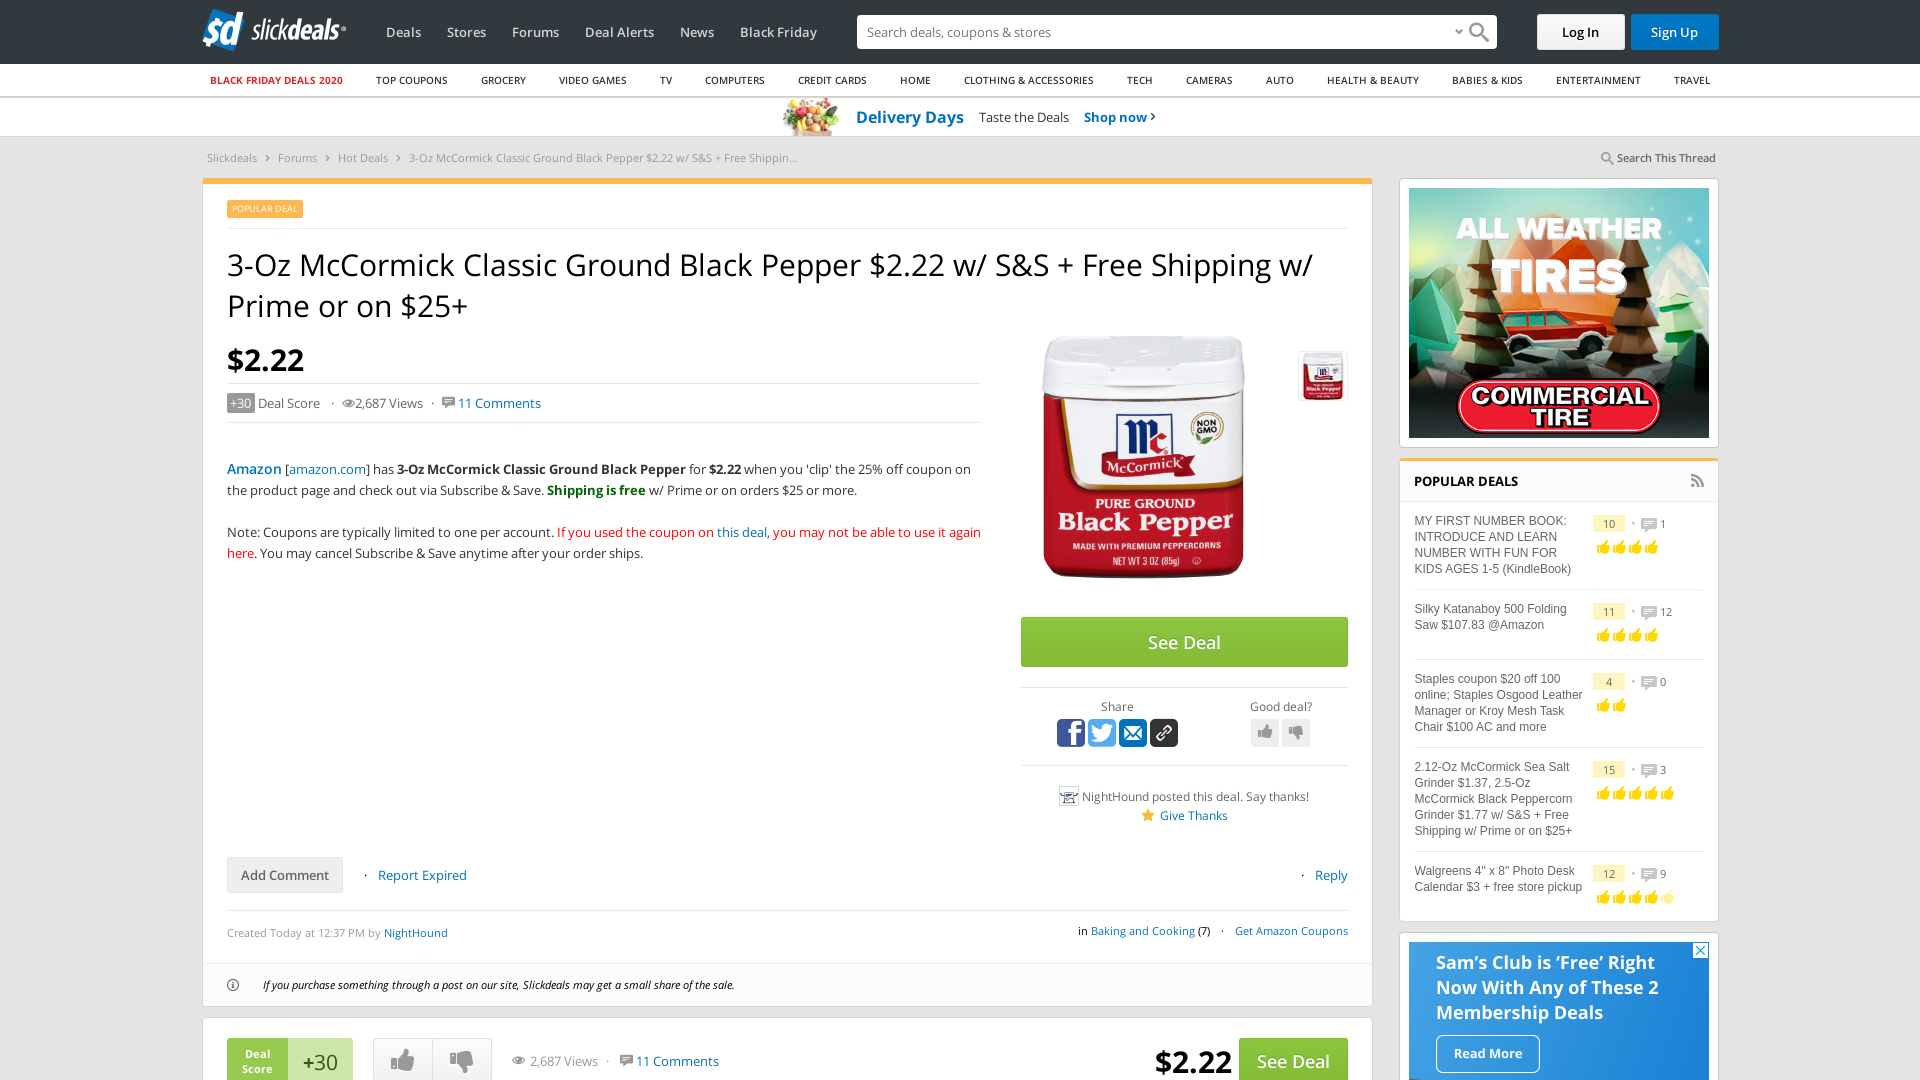 slickdeals
Deals Stores Forums Deal Alerts News Black Friday
Search deals, coupons & shops
Log In
Sign Up
BLACK FRIDAY DEALS 2020 TOP COUPONS GROCERY VIDEO GAMES TV COMPUTERS CREDIT CARDS HOME CLOTHING & ACCESSORIES TECH CAMERAS AUTO HEALTH & BEAUTY BABIES & KIDS ENTERTAINMENT TRAVEL
Delivery Days Taste the Deals Shop now ›
Slickdeals › Forums › Hot Deals › 3-Oz McCormick Classic Ground Black Pepper $2.22 w/ S&S + Free Shippin...
Search This Thread
POPULAR DEAL
3-Oz McCormick Classic Ground Black Pepper $2.22 w/ S&S + Free Shipping w/
Prime or on $25+
$2.22
+30 Deal Score · 2,687 Views · 11 Comments
Amazon [amazon.com] has 3-Oz McCormick Classic Ground Black Pepper for $2.22 when you 'clip' the 25% off coupon on
the product page and check out via Subscribe & Save. Shipping is free w/ Prime or on orders $25 or more.
Note: Coupons are typically limited to one per account. If you used the coupon on this deal, you may not be able to use it again
here. You may cancel Subscribe & Save anytime after your order ships.
Mc
McCormick
NON
GMO
PURE GROUND
Black Pepper
MADE WITH PREMIUM PEPPERCORNS
NET WT 3 OZ (85g)
See Deal
Share
Good deal?
NightHound posted this deal. Say thanks!
Give Thanks
Add Comment · Report Expired
· Reply
Created Today at 12:37 PM by NightHound
in Baking and Cooking (7) · Get Amazon Coupons
If you purchase something through a post on our site, Slickdeals may get a small share of the sale.
Deal
Score
+30
2,687 Views · 11 Comments
$2.22
See Deal
ALL WEATHER
TIRES
COMMERCIAL
TIRE
POPULAR DEALS
MY FIRST NUMBER BOOK:
INTRODUCE AND LEARN
NUMBER WITH FUN FOR
KIDS AGES 1-5 (KindleBook)
10 · 1
Silky Katanaboy 500 Folding
Saw $107.83 @Amazon
11 · 12
Staples coupon $20 off 100
online; Staples Osgood Leather
Manager or Kroy Mesh Task
Chair $100 AC and more
4 · 0
2.12-Oz McCormick Sea Salt
Grinder $1.37, 2.5-Oz
McCormick Black Peppercorn
Grinder $1.77 w/ S&S + Free
Shipping w/ Prime or on $25+
15 · 3
Walgreens 4" x 8" Photo Desk
Calendar $3 + free store pickup
12 · 9
Sam's Club is 'Free' Right
Now With Any of These 2
Membership Deals
Read More